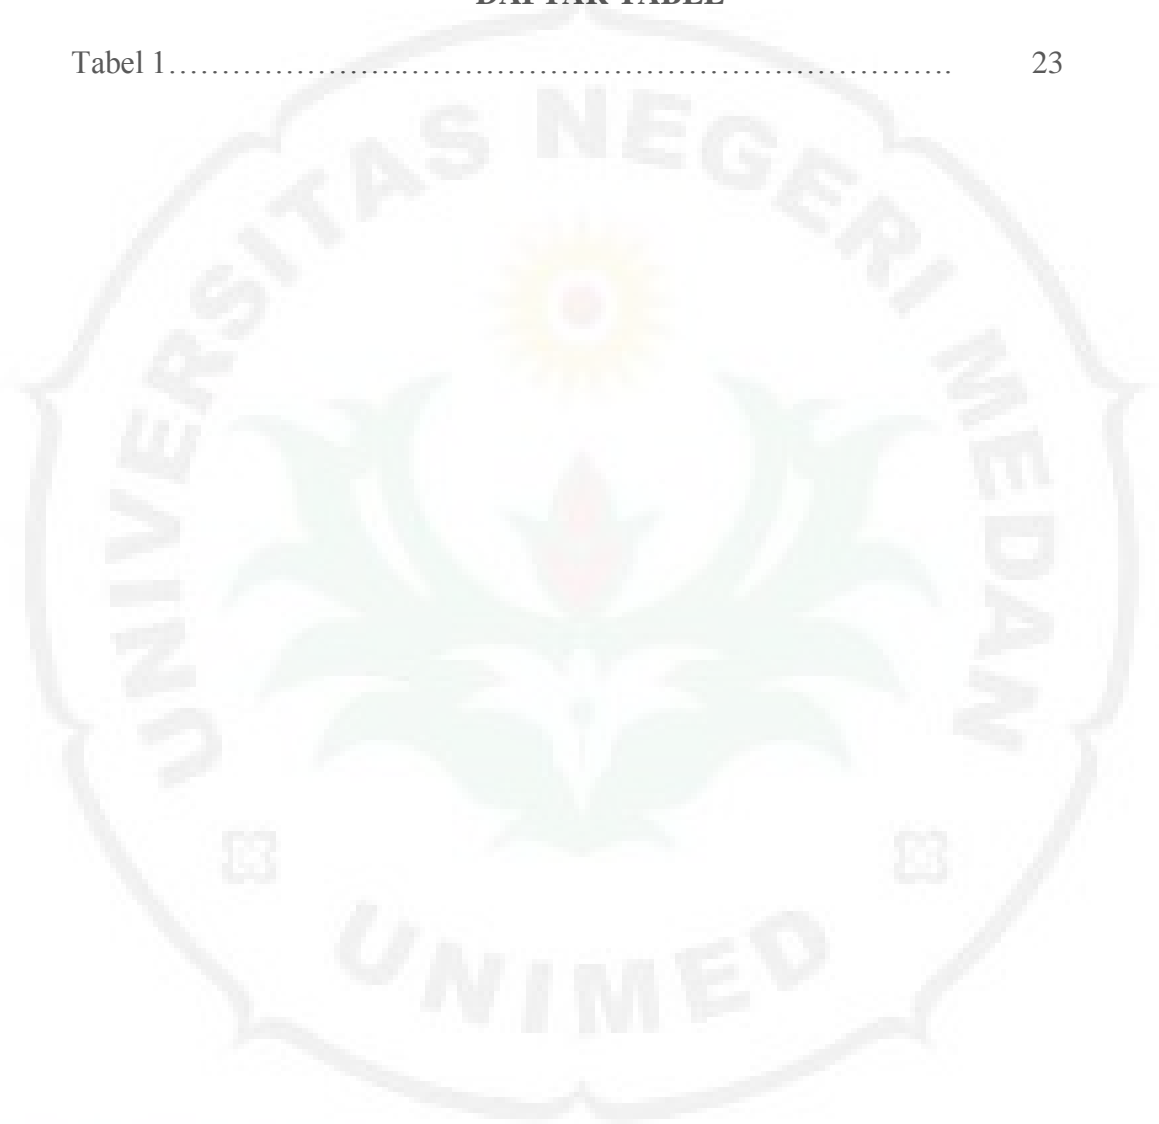 DAFTAR TABEL
Tabel 1………………………………………………………………. 23
UNIVERSITAS NEGERI MEDAN
UNIMED